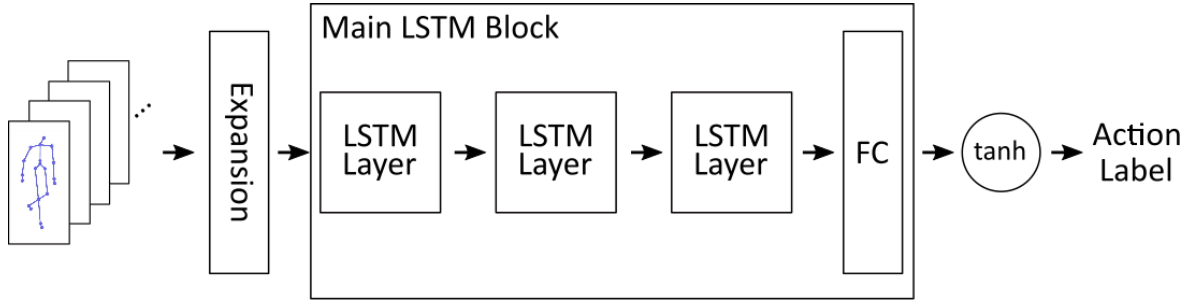 Main LSTM Block
...
Expansion
LSTM
Layer
LSTM
Layer
LSTM
Layer
FC
tanh
Action
Label